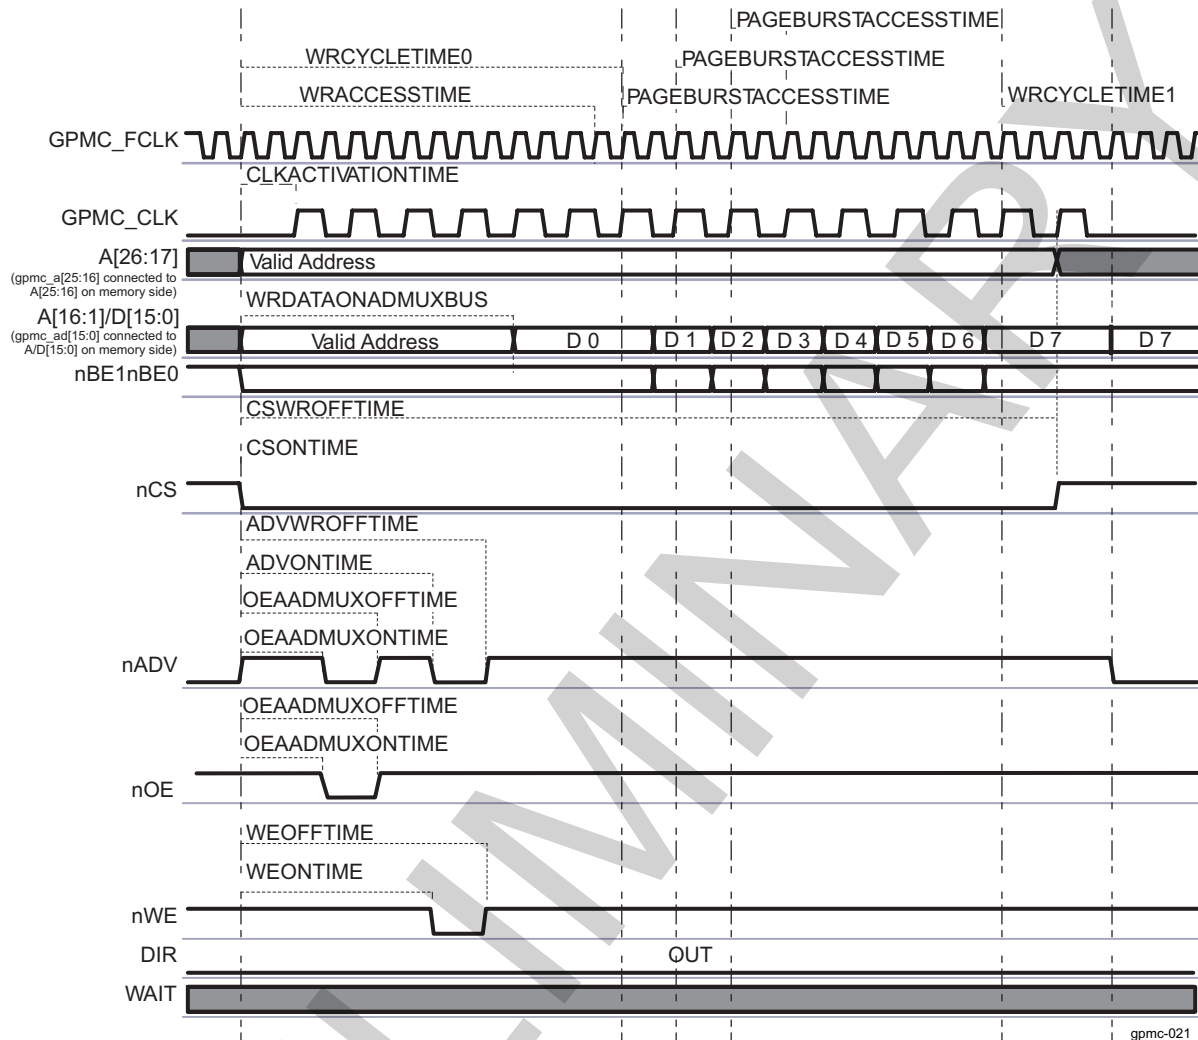 PAGEBURSTACCESSTIME
WRCYCLETIME0
PAGEBURSTACCESSTIME
WRACCESSTIME
PAGEBURSTACCESSTIME
WRCYCLETIME1
GPMC_FCLK
CLKACTIVATIONTIME
GPMC_CLK
A[26:17]
Valid Address
(gpmc_a[25:16] connected to
A[25:16] on memory side)
WRDATAONADMUXBUS
A[16:1]/D[15:0]
(gpmc_ad[15:0] connected to
A/D[15:0] on memory side)
Valid Address D 0 D 1 D 2 D 3 D 4 D 5 D 6 D 7 D 7
nBE1nBE0
CSWROFFTIME
CSONTIME
nCS
ADVWROFFTIME
ADVONTIME
OEAADMUXOFFTIME
OEAADMUXONTIME
nADV
OEAADMUXOFFTIME
OEAADMUXONTIME
nOE
WEOFFTIME
WEONTIME
nWE
DIR OUT
WAIT
gpmc-021